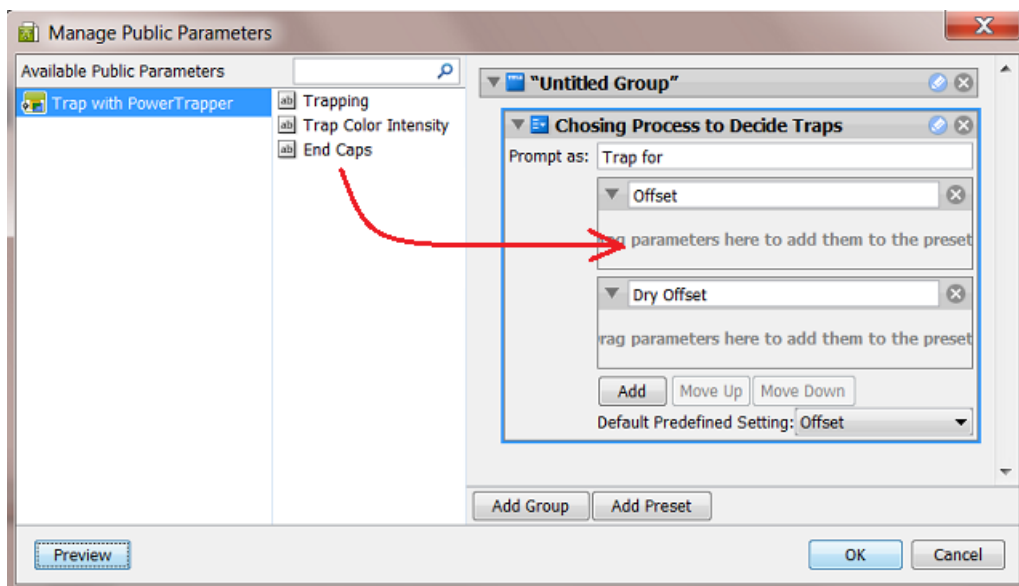 Manage Public Parameters
Available Public Parameters
Trap with PowerTrapper
Trapping
Trap Color Intensity
End Caps
"Untitled Group"
Chosing Process to Decide Traps
Prompt as: Trap for
Offset
parameters here to add them to the preset
Dry Offset
rag parameters here to add them to the preset
Add Move Up Move Down
Default Predefined Setting: Offset
Add Group Add Preset
Preview OK Cancel